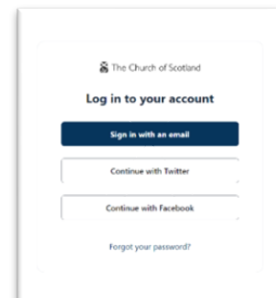 The Church of Scotland
Log in to your account
Sign in with an email
Continue with Twitter
Continue with Facebook
Forgot your password?